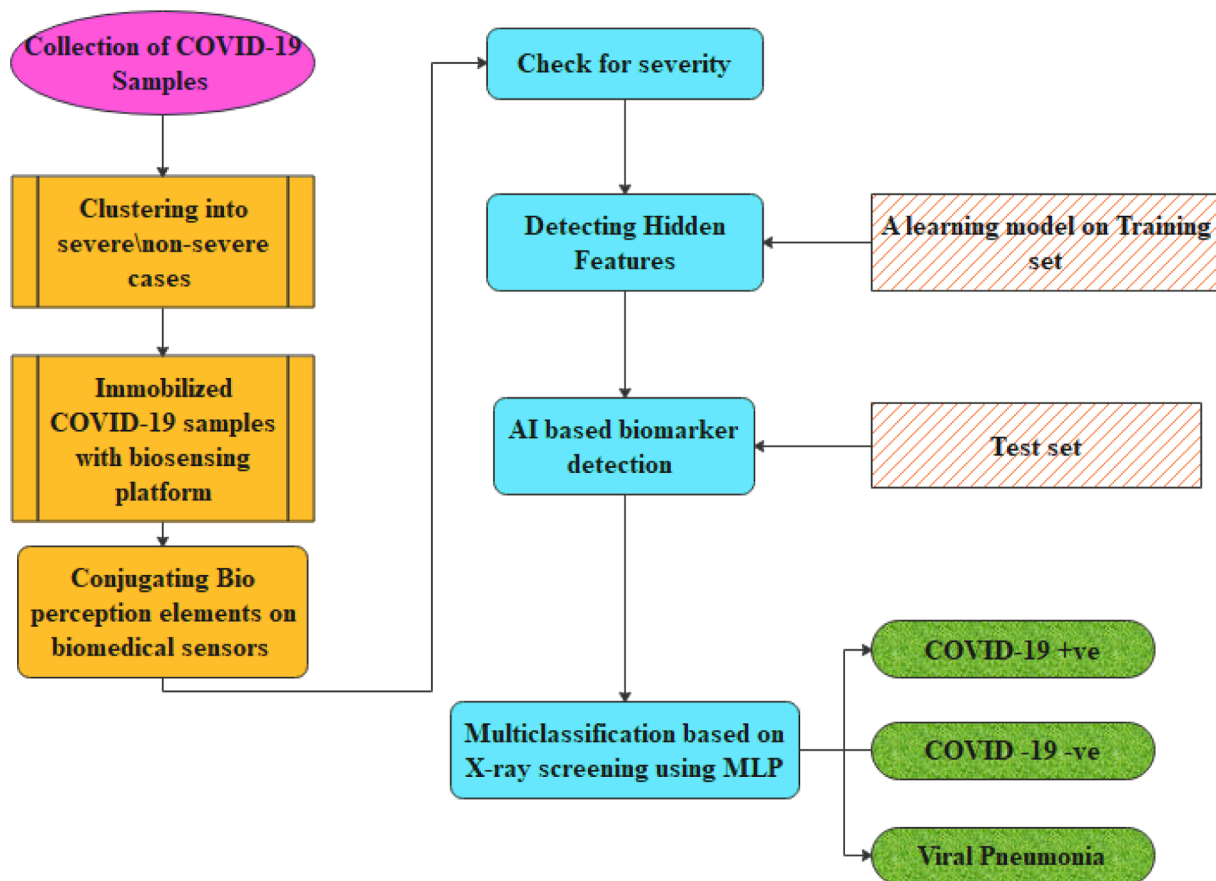 Collection of COVID-19
Samples
Clustering into
severe\non-severe
cases
Immobilized
COVID-19 samples
with biosensing
platform
Conjugating Bio
perception elements on
biomedical sensors
Check for severity
Detecting Hidden
Features
A learning model on Training
set
AI based biomarker
detection
Test set
Multiclassification based on
X-ray screening using MLP
COVID-19 +ve
COVID -19 -ve
Viral Pneumonia